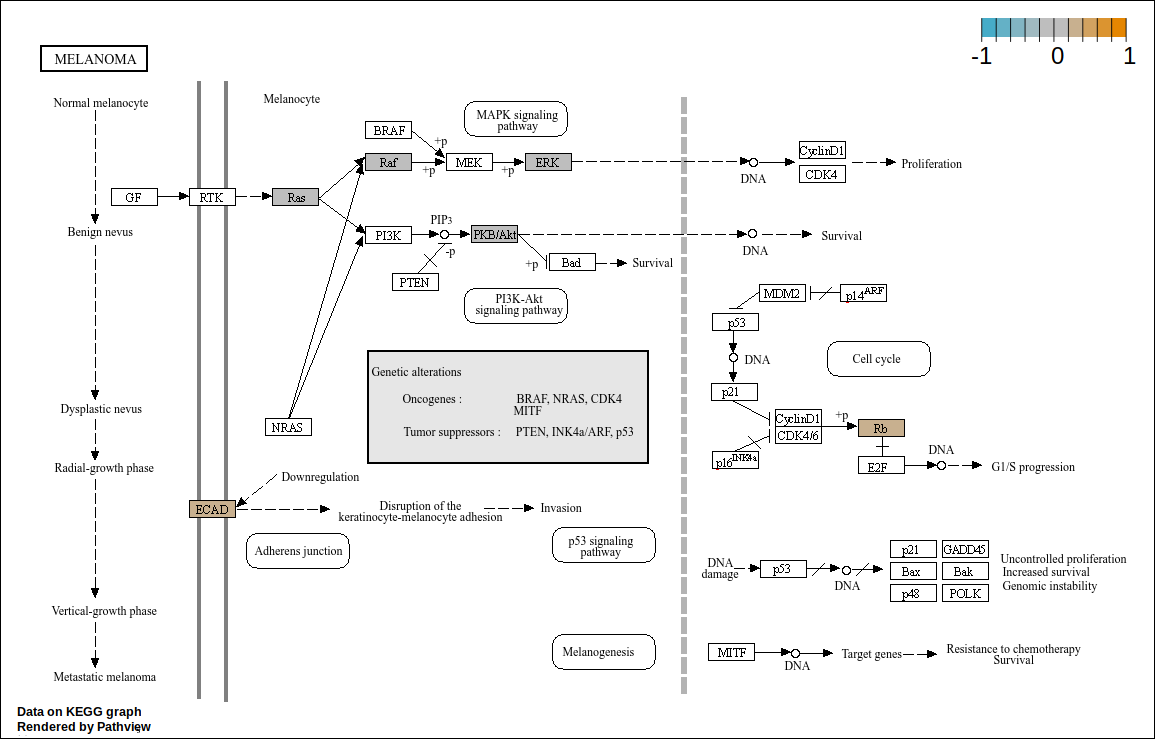 -1 0 1
MELANOMA
Normal melanocyte
Melanocyte
MAPK signaling
pathway
BRAF
+p
Raf
+p
MEK
+p
ERK
DNA
CyclinD1
CDK4
Proliferation
GF
RTK
Ras
Benign nevus
PI3K
PIP3
-p
PKB/Akt
DNA
Survival
+p
Bad
Survival
PTEN
PI3K-Akt
signaling pathway
MDM2
p14ARF
p53
DNA
Cell cycle
p21
Genetic alterations
Oncogenes : BRAF, NRAS, CDK4
MITF
Tumor suppressors : PTEN, INK4a/ARF, p53
Dysplastic nevus
NRAS
CyclinD1
CDK4/6
+p
Rb
p16INK4a
E2F
DNA
G1/S progression
Radial-growth phase
Downregulation
ECAD
Disruption of the
keratinocyte-melanocyte adhesion
Invasion
Adherens junction
p53 signaling
pathway
DNA
damage
p53
DNA
p21
GADD45
Bax
Bak
p48
POLK
Uncontrolled proliferation
Increased survival
Genomic instability
Vertical-growth phase
Melanogenesis
MITF
DNA
Target genes
Resistance to chemotherapy
Survival
Metastatic melanoma
Data on KEGG graph
Rendered by Pathview